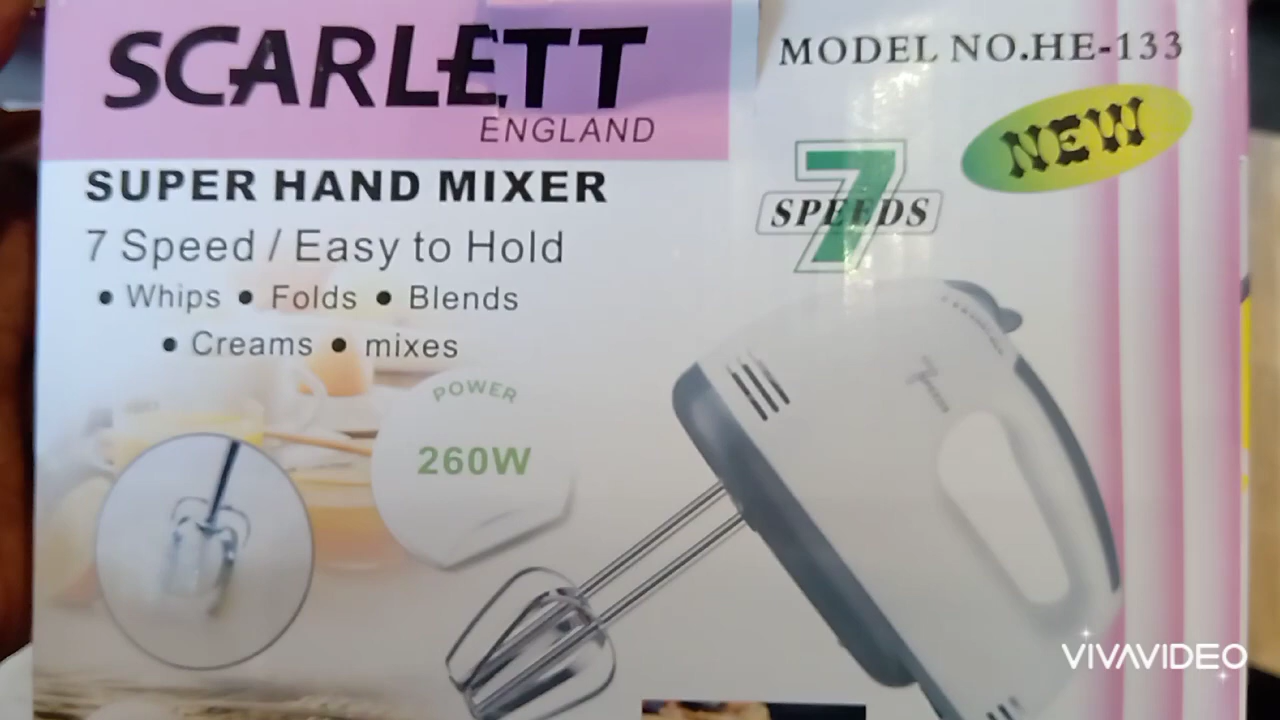 SCARLETT
ENGLAND
MODEL NO.HE-133
NEW
7
SPEEDS
SUPER HAND MIXER
7 Speed / Easy to Hold
• Whips • Folds • Blends
• Creams • mixes
POWER
260W
VIVAVIDEO